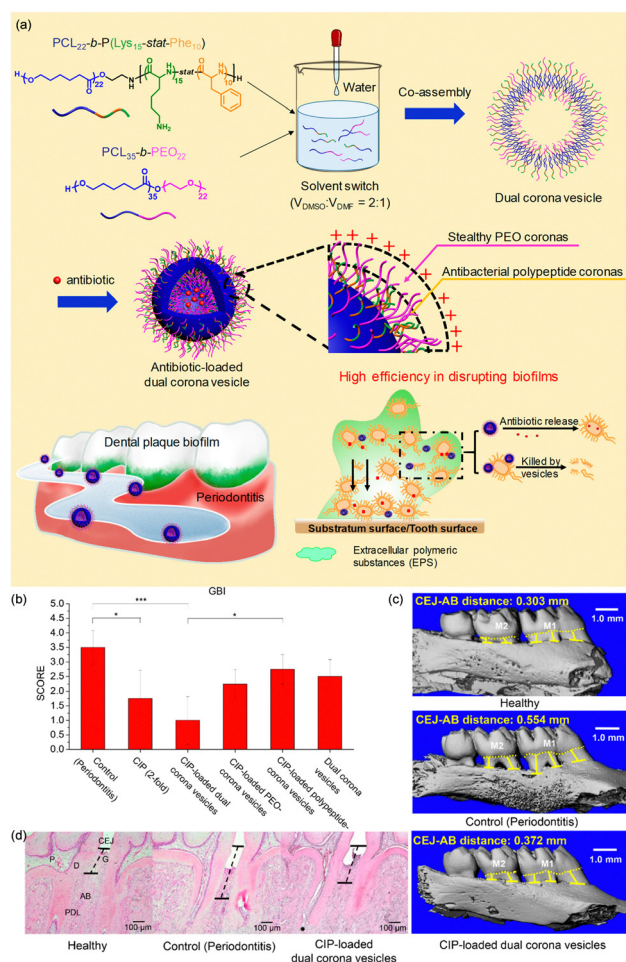 (a)
PCL22-b-P(Lys15-stat-Phe10)
H
O
O
22
O
N
H
O
H
N
15
stat
O
H
N
10
H
NH2
PCL35-b-PEO22
H
O
O
35
O
O
22
Water
Solvent switch
(VDMSO:VDMF = 2:1)
Co-assembly
Dual corona vesicle
antibiotic
Antibiotic-loaded
dual corona vesicle
Stealthy PEO coronas
Antibacterial polypeptide coronas
High efficiency in disrupting biofilms
Dental plaque biofilm
Periodontitis
Antibiotic release
Killed by
vesicles
Substratum surface/Tooth surface
Extracellular polymeric
substances (EPS)
(b)
GBI
SCORE
5.0
4.5
4.0
3.5
3.0
2.5
2.0
1.5
1.0
0.5
0.0
***
*
*
Control
(Periodontitis)
CIP (2-fold)
CIP-loaded dual
corona vesicles
CIP-loaded PEO-
corona vesicles
CIP-loaded polypeptide-
corona vesicles
Dual corona
vesicles
(c)
CEJ-AB distance: 0.303 mm
1.0 mm
M2
M1
Healthy
CEJ-AB distance: 0.554 mm
1.0 mm
M2
M1
Control (Periodontitis)
CEJ-AB distance: 0.372 mm
1.0 mm
M2
M1
CIP-loaded dual corona vesicles
(d)
CEJ
P
D
G
AB
PDL
100 μm
100 μm
100 μm
Healthy
Control (Periodontitis)
CIP-loaded
dual corona vesicles